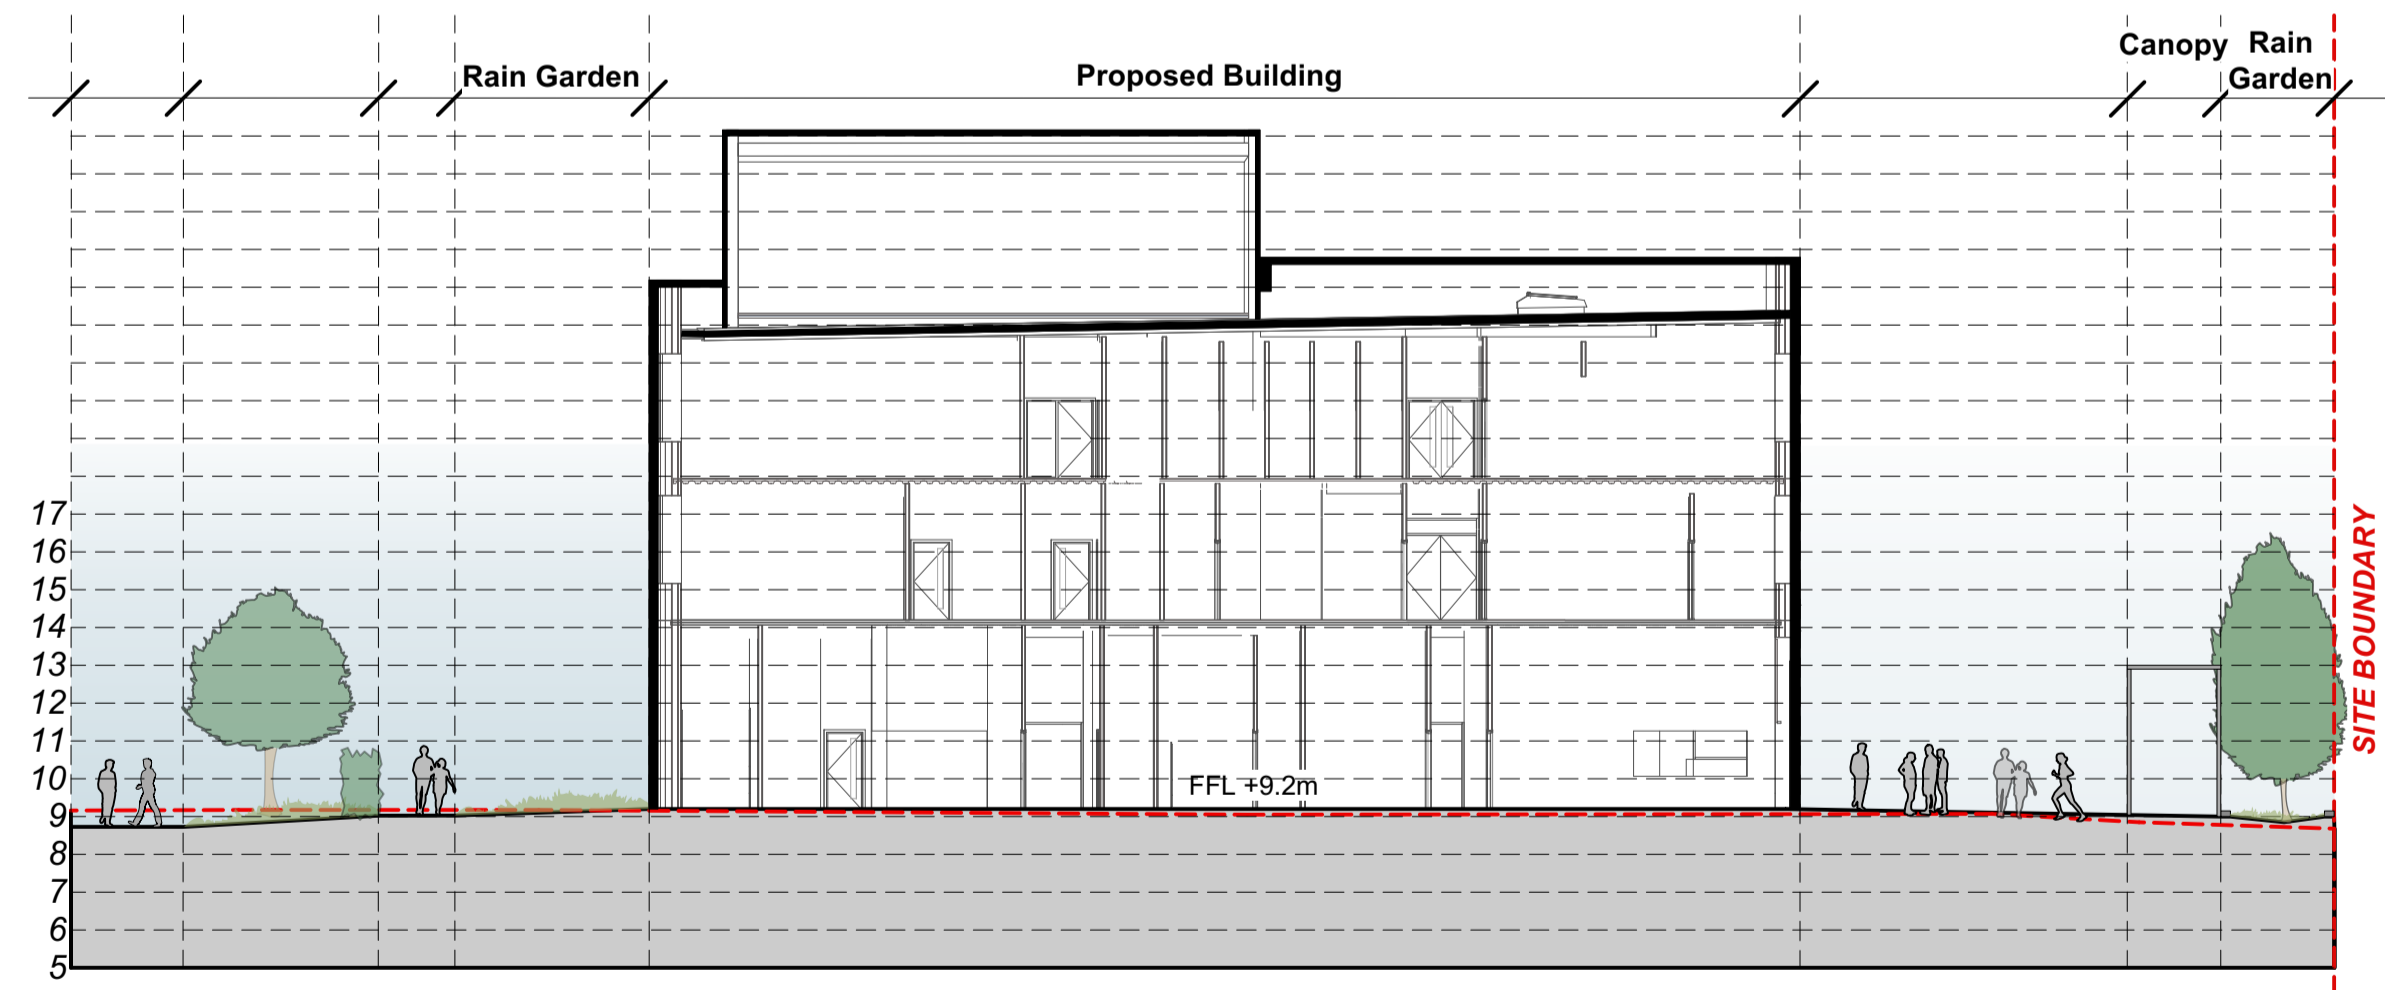 Canopy
Rain
Garden
Rain Garden
Proposed Building
17
16
15
14
13
12
11
10
9
8
7
6
5
FFL +9.2m
SITE BOUNDARY